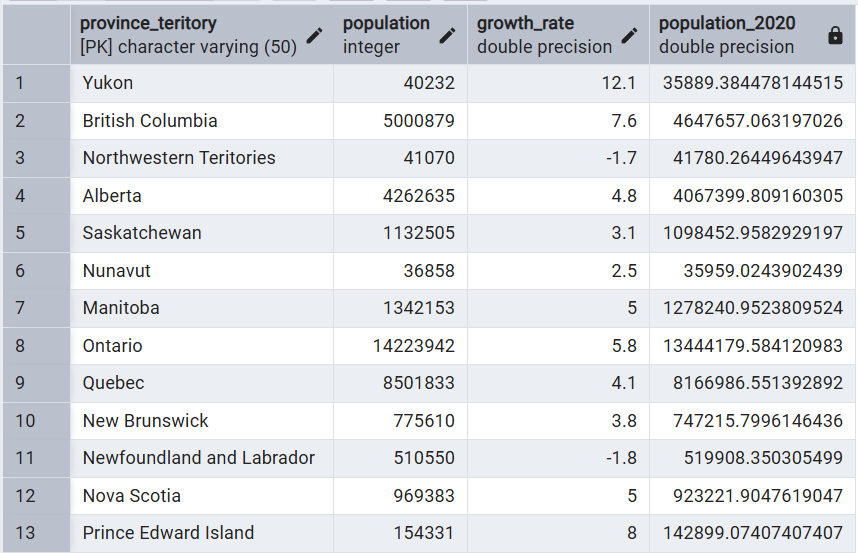 province_teritory population growth_rate population_2020
[PK] character varying (50) integer double precision double precision
1 Yukon 40232 12.1 35889.384478144515
2 British Columbia 5000879 7.6 4647657.063197026
3 Northwestern Teritories 41070 -1.7 41780.26449643947
4 Alberta 4262635 4.8 4067399.809160305
5 Saskatchewan 1132505 3.1 1098452.9582929197
6 Nunavut 36858 2.5 35959.0243902439
7 Manitoba 1342153 5 1278240.9523809524
8 Ontario 14223942 5.8 13444179.584120983
9 Quebec 8501833 4.1 8166986.551392892
10 New Brunswick 775610 3.8 747215.7996146436
11 Newfoundland and Labrador 510550 -1.8 519908.350305499
12 Nova Scotia 969383 5 923221.9047619047
13 Prince Edward Island 154331 8 142899.07407407407